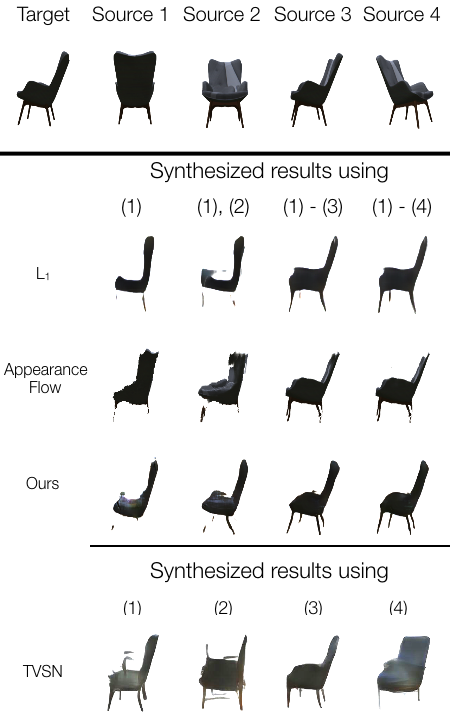 Target Source 1 Source 2 Source 3 Source 4
Synthesized results using
(1) (1), (2) (1) - (3) (1) - (4)
L₁
Appearance
Flow
Ours
Synthesized results using
(1) (2) (3) (4)
TVSN